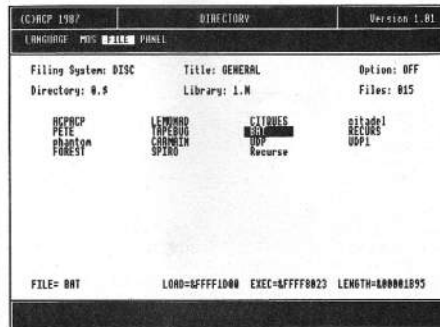 (C)ACP 1987 DIRECTORY Version 1.01
LANGUAGE MOS FILE PANEL
Filing System: DISC Title: GENERAL Option: OFF
Directory: 0.$ Library: 1.M Files: 015
ACPACP LEMONAD CITQUES citadel
PETE TAPEBUG BAT RECURS
phantom CARMAIN UDP UDP1
FOREST SPIRO Recurse
FILE= BAT LOAD=&FFFF1D00 EXEC=&FFFF8023 LENGTH=&00001895